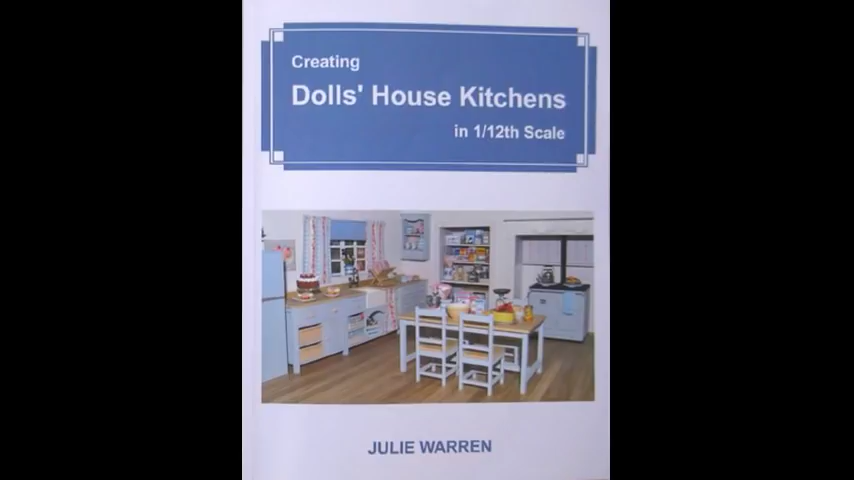 Creating
Dolls' House Kitchens
in 1/12th Scale
JULIE WARREN